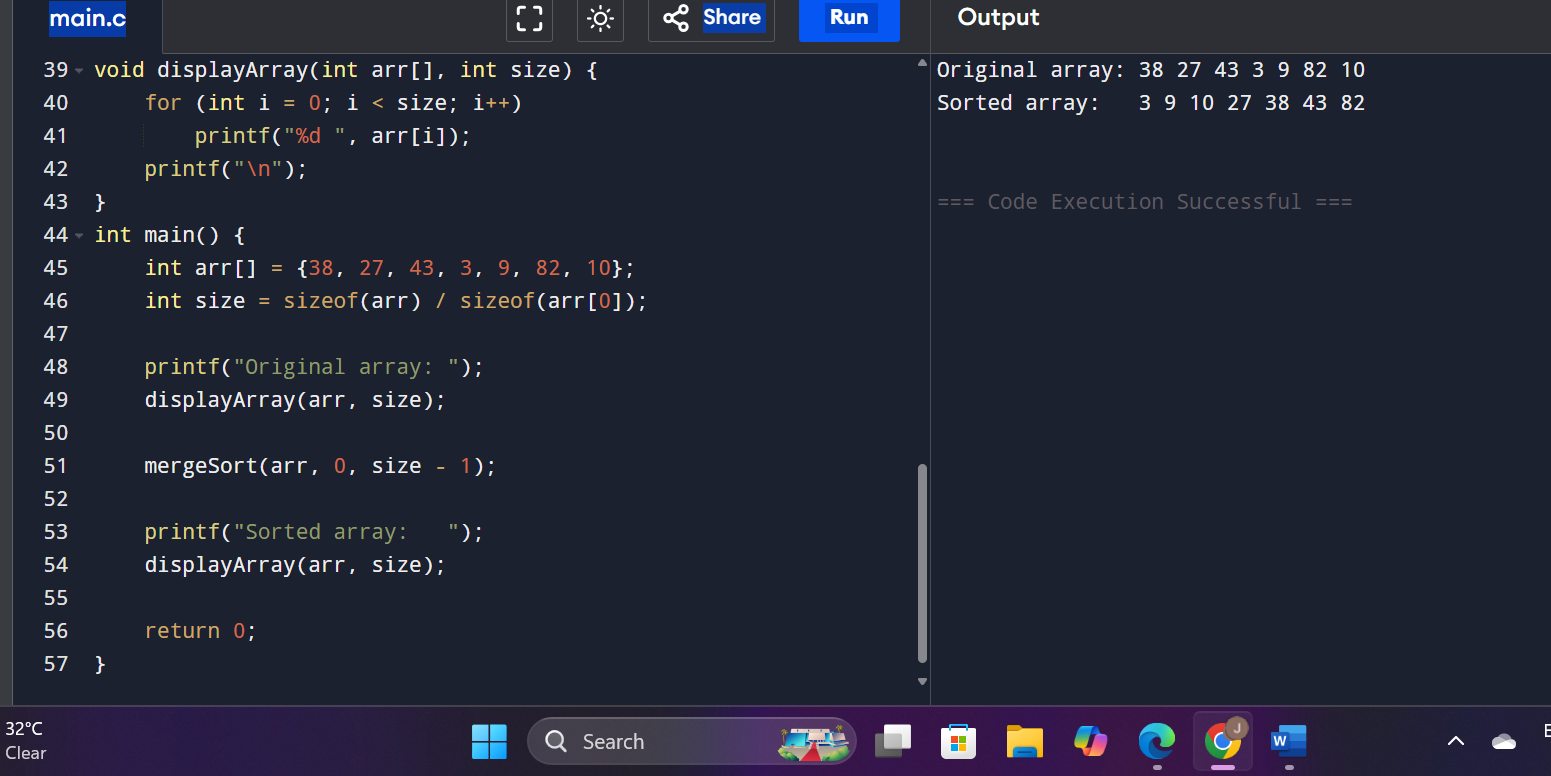 main.c
Share
Run
Output
39 void displayArray(int arr[], int size) {
40     for (int i = 0; i < size; i++)
41         printf("%d ", arr[i]);
42     printf("\n");
43 }
44 int main() {
45     int arr[] = {38, 27, 43, 3, 9, 82, 10};
46     int size = sizeof(arr) / sizeof(arr[0]);
47
48     printf("Original array: ");
49     displayArray(arr, size);
50
51     mergeSort(arr, 0, size - 1);
52
53     printf("Sorted array:   ");
54     displayArray(arr, size);
55
56     return 0;
57 }
Original array: 38 27 43 3 9 82 10
Sorted array:   3 9 10 27 38 43 82
=== Code Execution Successful ===
32°C
Clear
Search
J
W